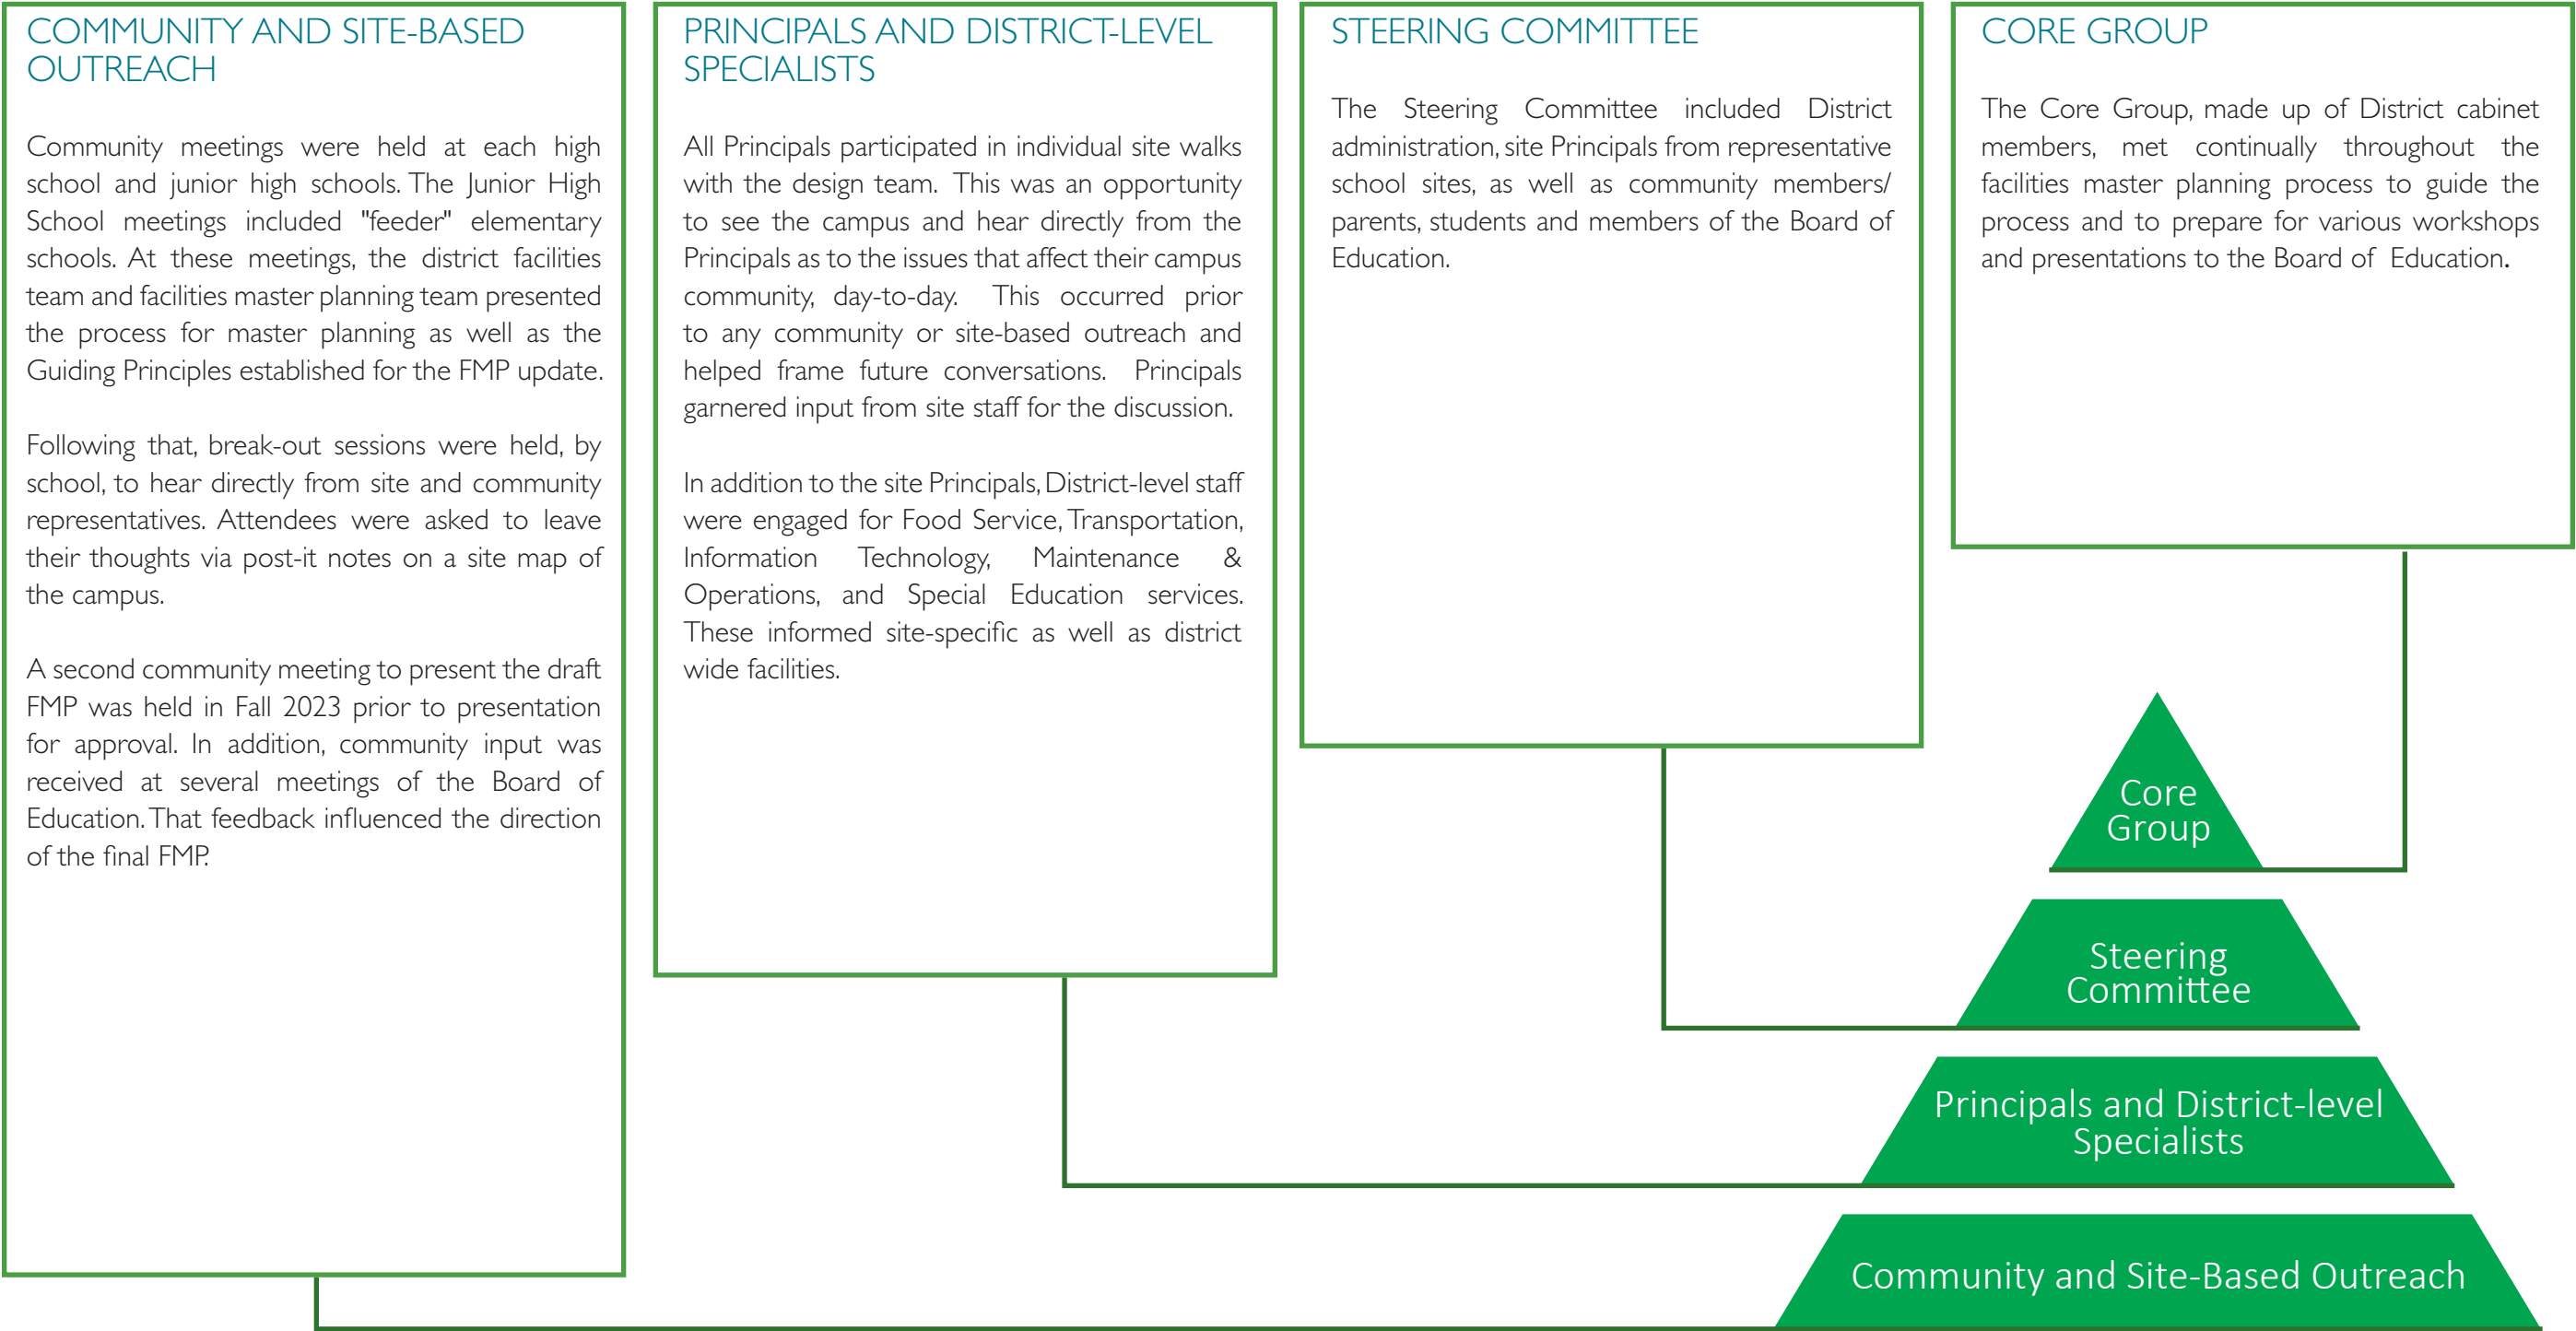 COMMUNITY AND SITE-BASED
OUTREACH
Community meetings were held at each high
school and junior high schools. The Junior High
School meetings included "feeder" elementary
schools. At these meetings, the district facilities
team and facilities master planning team presented
the process for master planning as well as the
Guiding Principles established for the FMP update.
Following that, break-out sessions were held, by
school, to hear directly from site and community
representatives. Attendees were asked to leave
their thoughts via post-it notes on a site map of
the campus.
A second community meeting to present the draft
FMP was held in Fall 2023 prior to presentation
for approval. In addition, community input was
received at several meetings of the Board of
Education. That feedback influenced the direction
of the final FMP.
PRINCIPALS AND DISTRICT-LEVEL
SPECIALISTS
All Principals participated in individual site walks
with the design team. This was an opportunity
to see the campus and hear directly from the
Principals as to the issues that affect their campus
community, day-to-day. This occurred prior
to any community or site-based outreach and
helped frame future conversations. Principals
garnered input from site staff for the discussion.
In addition to the site Principals, District-level staff
were engaged for Food Service, Transportation,
Information Technology, Maintenance &
Operations, and Special Education services.
These informed site-specific as well as district
wide facilities.
STEERING COMMITTEE
The Steering Committee included District
administration, site Principals from representative
school sites, as well as community members/
parents, students and members of the Board of
Education.
CORE GROUP
The Core Group, made up of District cabinet
members, met continually throughout the
facilities master planning process to guide the
process and to prepare for various workshops
and presentations to the Board of Education.
Core
Group
Steering
Committee
Principals and District-level
Specialists
Community and Site-Based Outreach